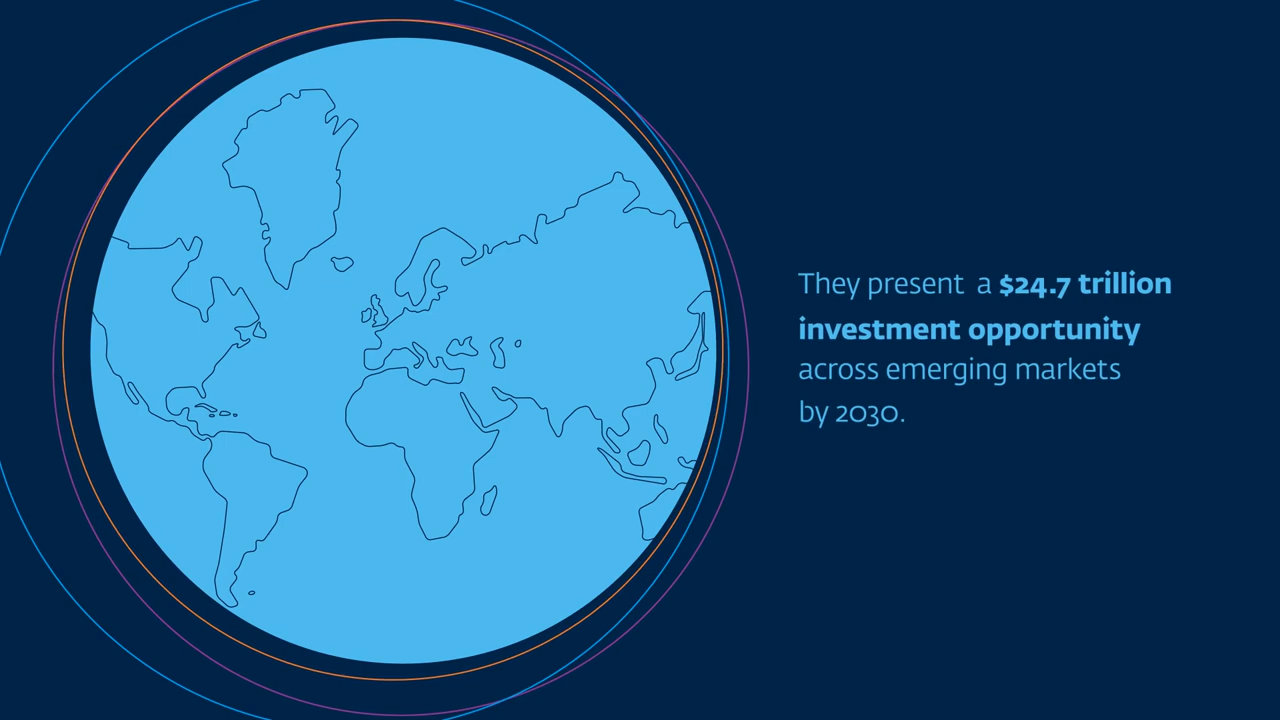 They present  a $24.7 trillion
investment opportunity
across emerging markets
by 2030.